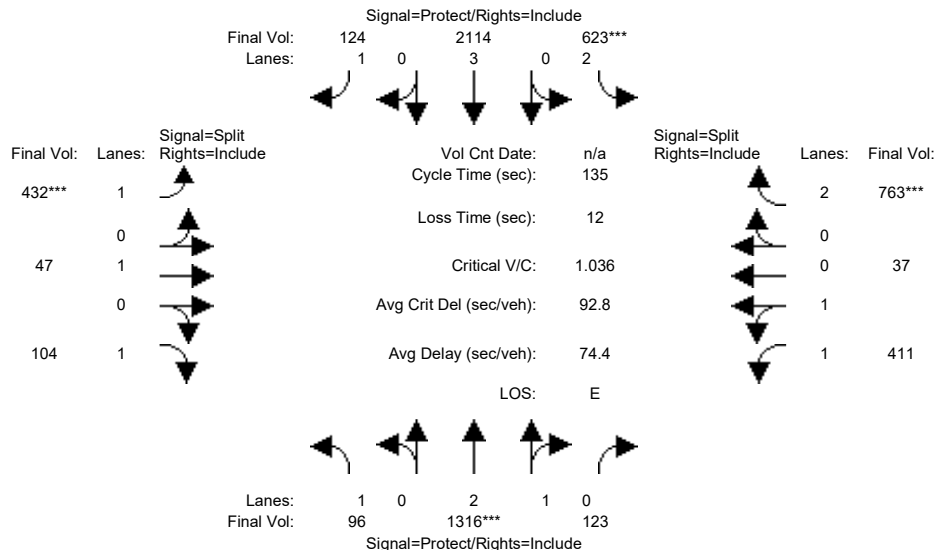 Signal=Protect/Rights=Include
Final Vol: 124 2114 623***
Lanes: 1 0 3 0 2
Signal=Split
Final Vol: Lanes: Rights=Include
Vol Cnt Date: n/a
Signal=Split
Rights=Include Lanes: Final Vol:
Cycle Time (sec): 135
432*** 1
2 763***
Loss Time (sec): 12
0
0
47 1
Critical V/C: 1.036
0 37
0
Avg Crit Del (sec/veh): 92.8
1
104 1
Avg Delay (sec/veh): 74.4
1 411
LOS: E
Lanes: 1 0 2 1 0
Final Vol: 96 1316*** 123
Signal=Protect/Rights=Include